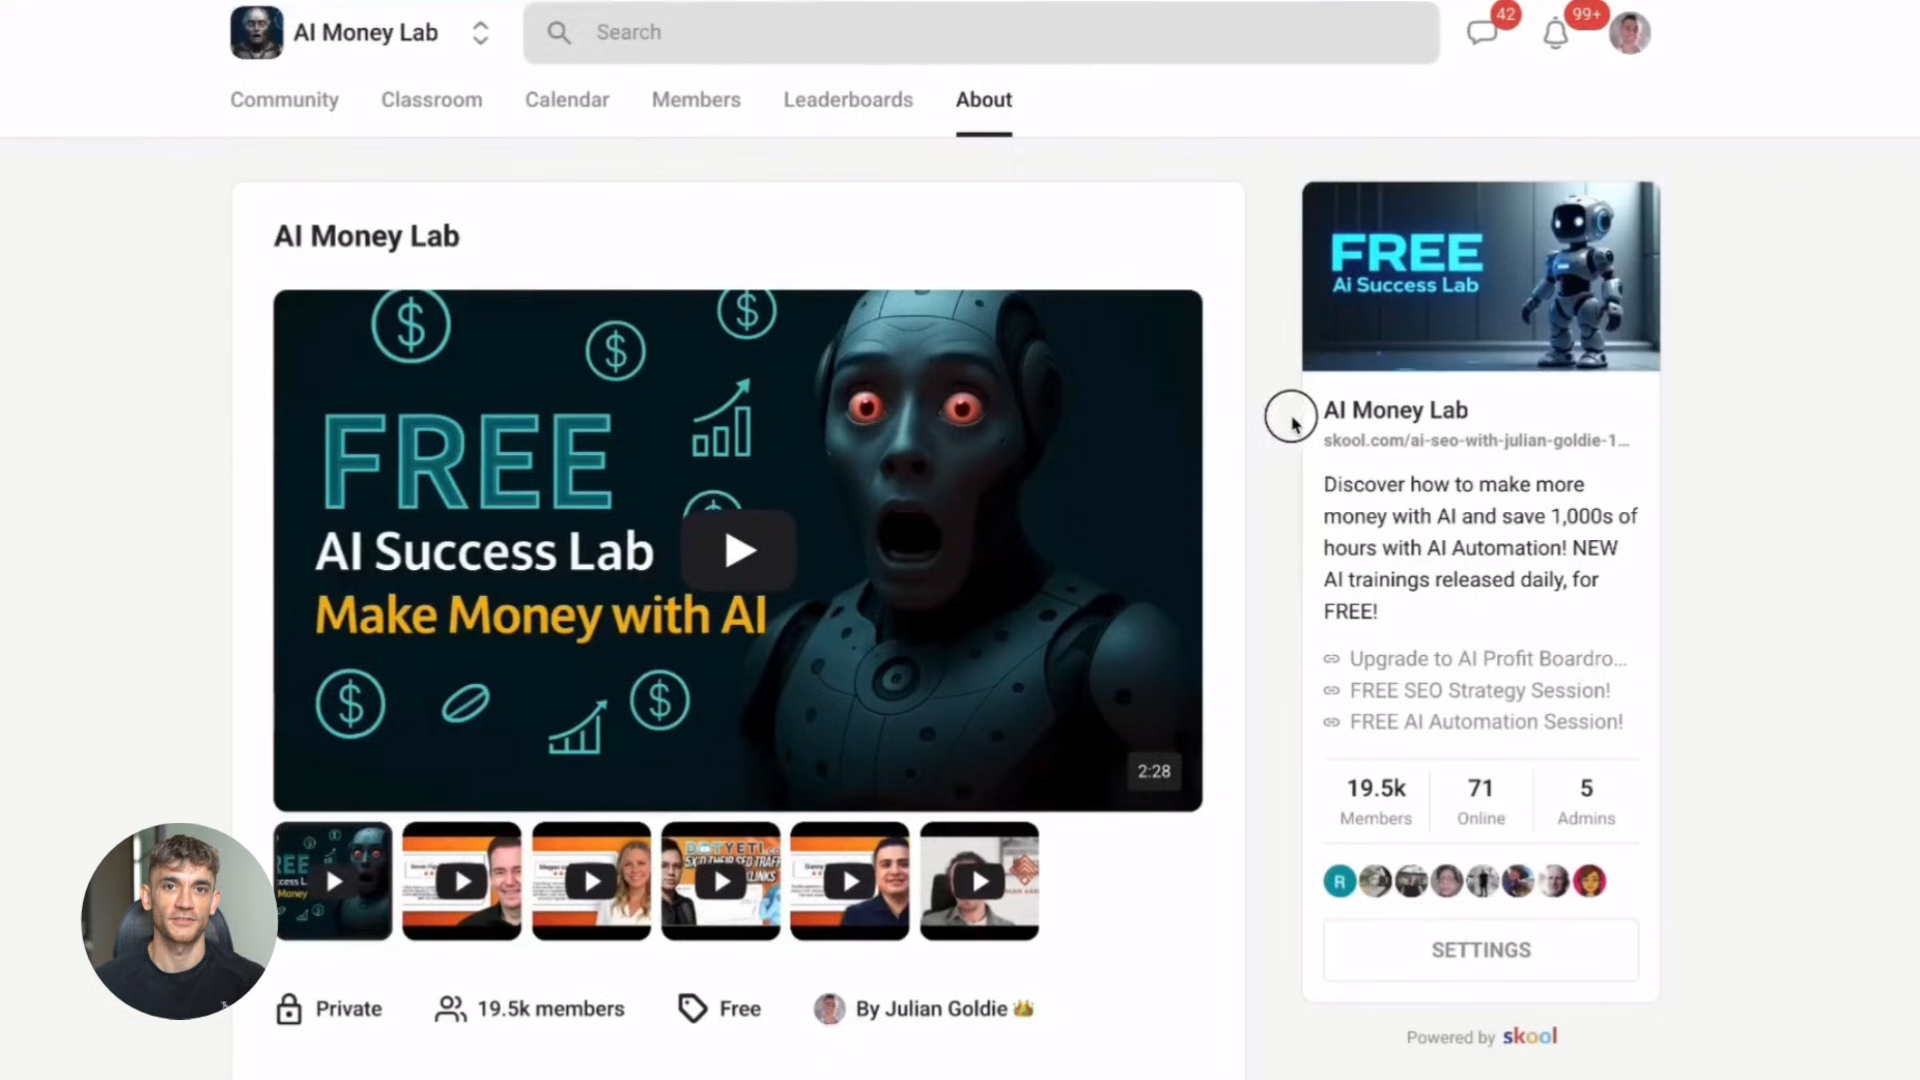 AI Money Lab
Search
42
99+
Community
Classroom
Calendar
Members
Leaderboards
About
AI Money Lab
FREE
AI Success Lab
Make Money with AI
2:28
Private
19.5k members
Free
By Julian Goldie
FREE
Ai Success Lab
AI Money Lab
skool.com/ai-seo-with-julian-goldie-1...
Discover how to make more
money with AI and save 1,000s of
hours with AI Automation! NEW
AI trainings released daily, for
FREE!
Upgrade to AI Profit Boardro...
FREE SEO Strategy Session!
FREE AI Automation Session!
19.5k
Members
71
Online
5
Admins
R
SETTINGS
Powered by skool